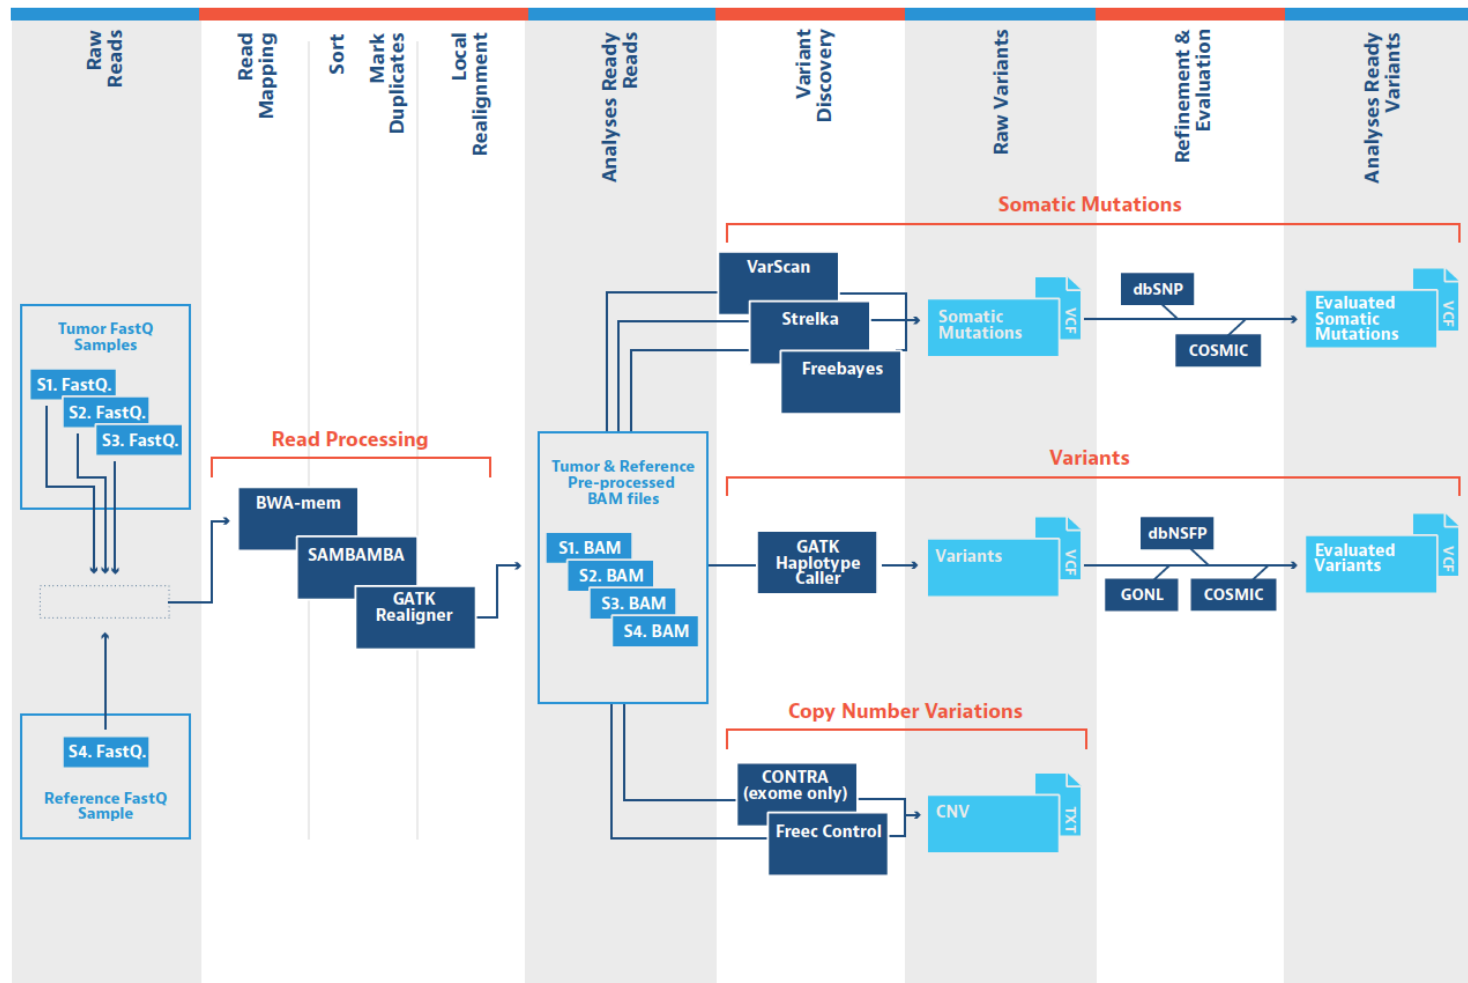 Raw
Reads
Read
Mapping
Sort
Mark
Duplicates
Local
Realignment
Analyses Ready
Reads
Variant
Discovery
Raw Variants
Refinement &
Evaluation
Analyses Ready
Variants
Somatic Mutations
VarScan
Strelka
Freebayes
Somatic
Mutations
VCF
dbSNP
COSMIC
Evaluated
Somatic
Mutations
VCF
Tumor FastQ
Samples
S1. FastQ.
S2. FastQ.
S3. FastQ.
Read Processing
BWA-mem
SAMBAMBA
GATK
Realigner
Tumor & Reference
Pre-processed
BAM files
S1. BAM
S2. BAM
S3. BAM
S4. BAM
Variants
GATK
Haplotype
Caller
Variants
VCF
dbNSFP
GONL
COSMIC
Evaluated
Variants
VCF
S4. FastQ.
Reference FastQ
Sample
Copy Number Variations
CONTRA
(exome only)
Freec Control
CNV
TXT